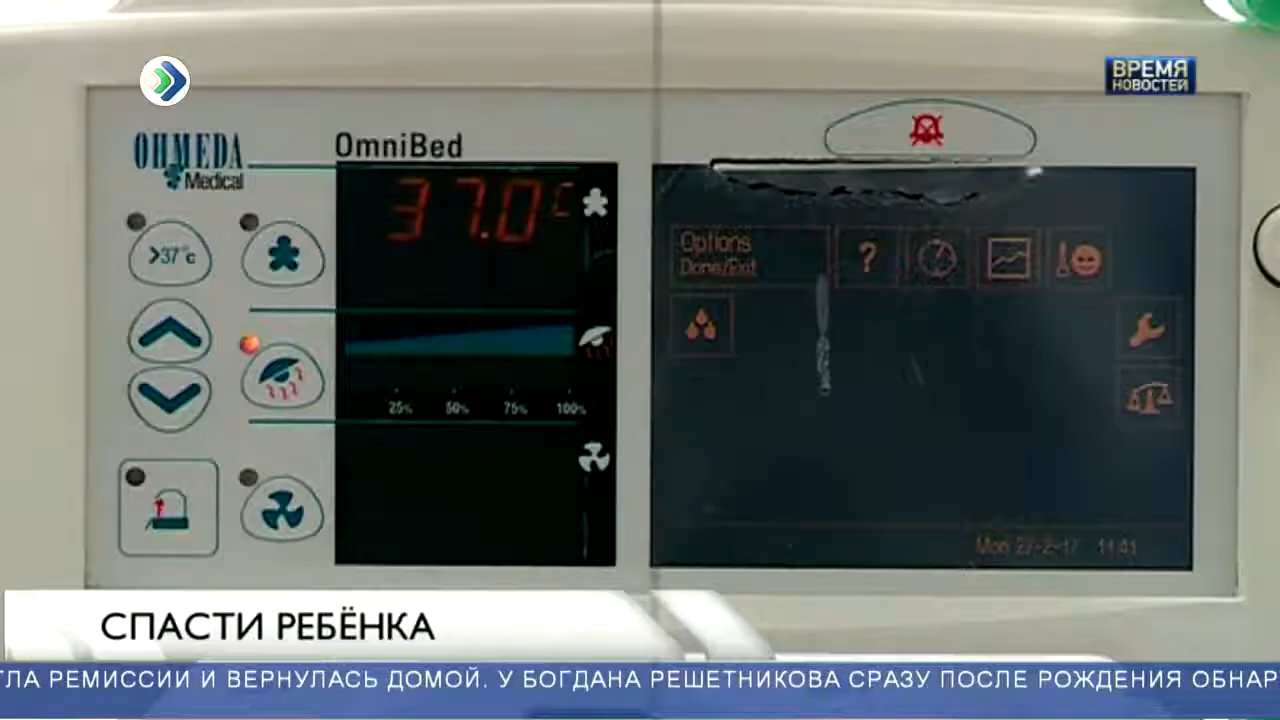 ВРЕМЯ
НОВОСТЕЙ
OHMEDA
Medical
OmniBed
37.0 C
>37°c
Options
Done/Exit
?
25% 50% 75% 100%
Mon 27-2-17 11:41
СПАСТИ РЕБЁНКА
ГЛА РЕМИССИИ И ВЕРНУЛАСЬ ДОМОЙ. У БОГДАНА РЕШЕТНИКОВА СРАЗУ ПОСЛЕ РОЖДЕНИЯ ОБНАР